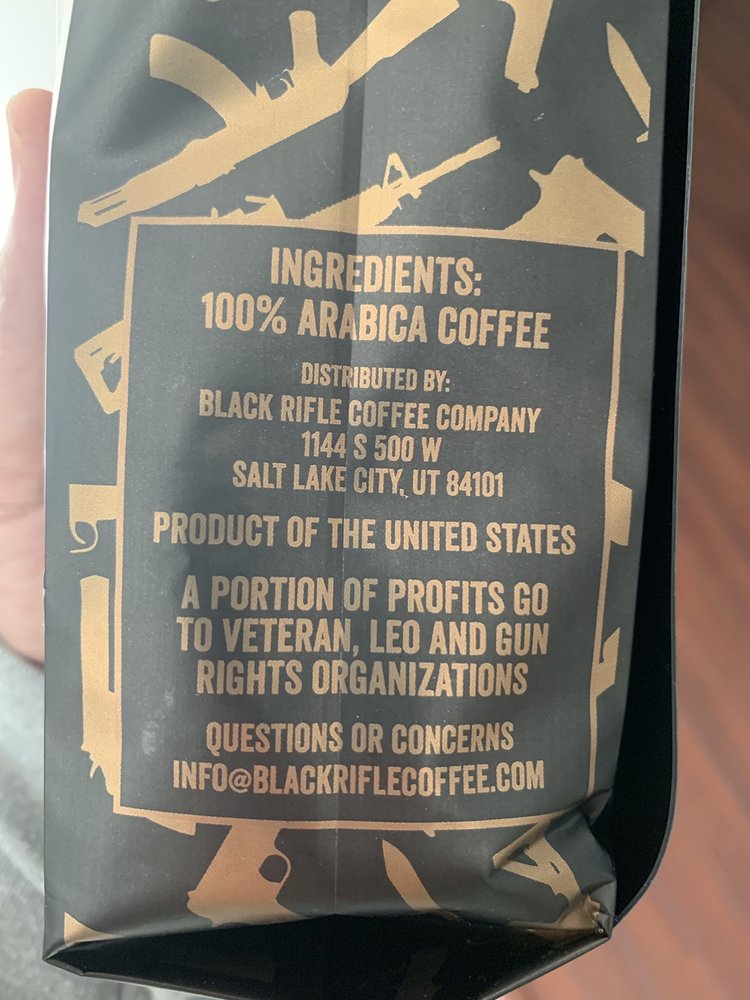 INGREDIENTS:
100% ARABICA COFFEE
DISTRIBUTED BY:
BLACK RIFLE COFFEE COMPANY
1144 S 500 W
SALT LAKE CITY, UT 84101
PRODUCT OF THE UNITED STATES
A PORTION OF PROFITS GO
TO VETERAN, LEO AND GUN
RIGHTS ORGANIZATIONS
QUESTIONS OR CONCERNS
INFO@BLACKRIFLECOFFEE.COM